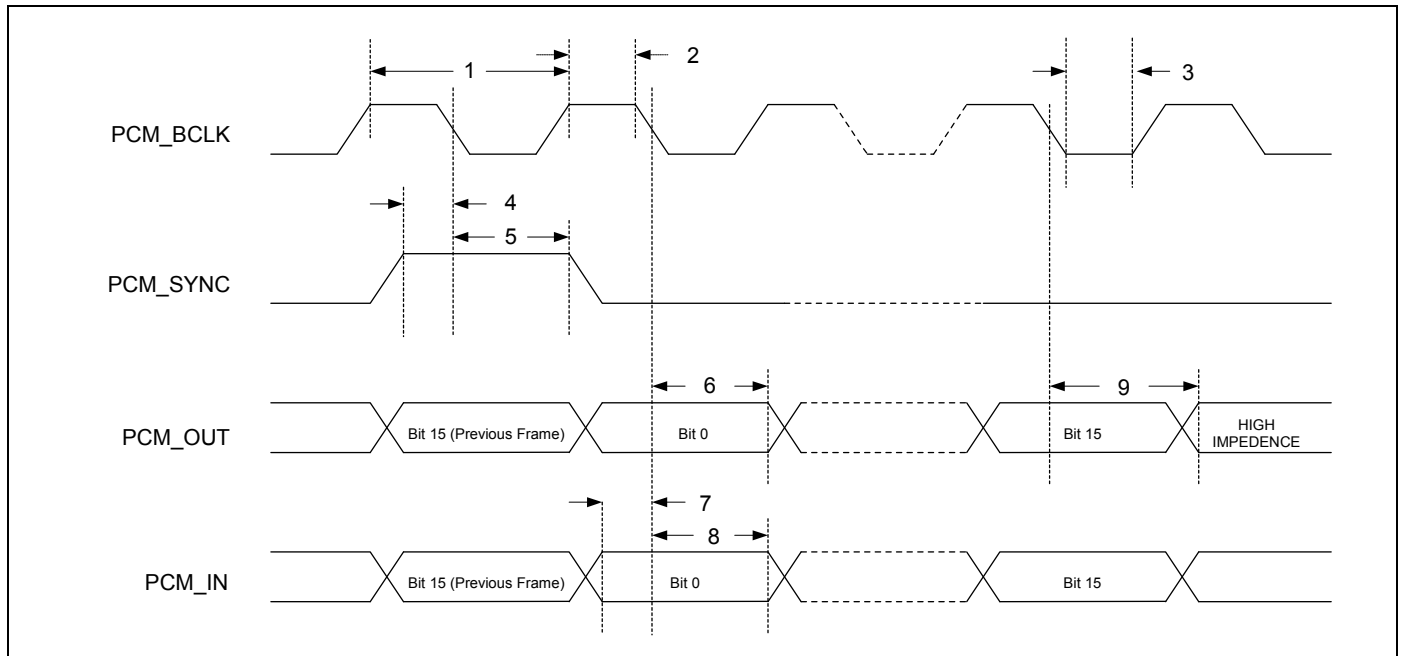 1
2
3
PCM_BCLK
4
5
PCM_SYNC
6
9
PCM_OUT
Bit 15 (Previous Frame)
Bit 0
Bit 15
HIGH
IMPEDENCE
7
8
PCM_IN
Bit 15 (Previous Frame)
Bit 0
Bit 15